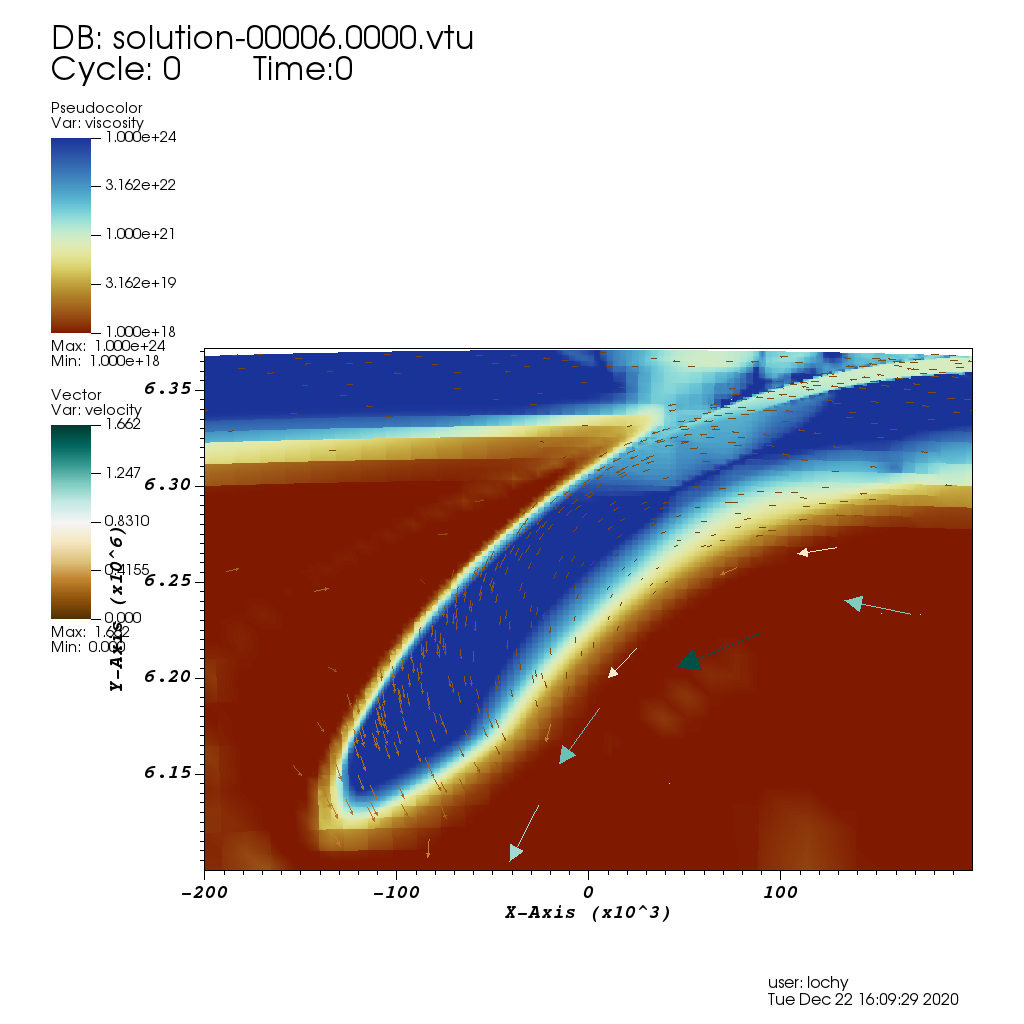 DB: solution-00006.0000.vtu
Cycle: 0 Time:0
Pseudocolor
Var: viscosity
1.000e+24
3.162e+22
1.000e+21
3.162e+19
1.000e+18
Max: 1.000e+24
Min: 1.000e+18
Vector
Var: velocity
1.662
1.247
0.8310
0.4155
0.000
Max: 1.662
Min: 0.000
Y-Axis (x10^6)
6.35
6.30
6.25
6.20
6.15
-200 -100 0 100
X-Axis (x10^3)
user: lochy
Tue Dec 22 16:09:29 2020